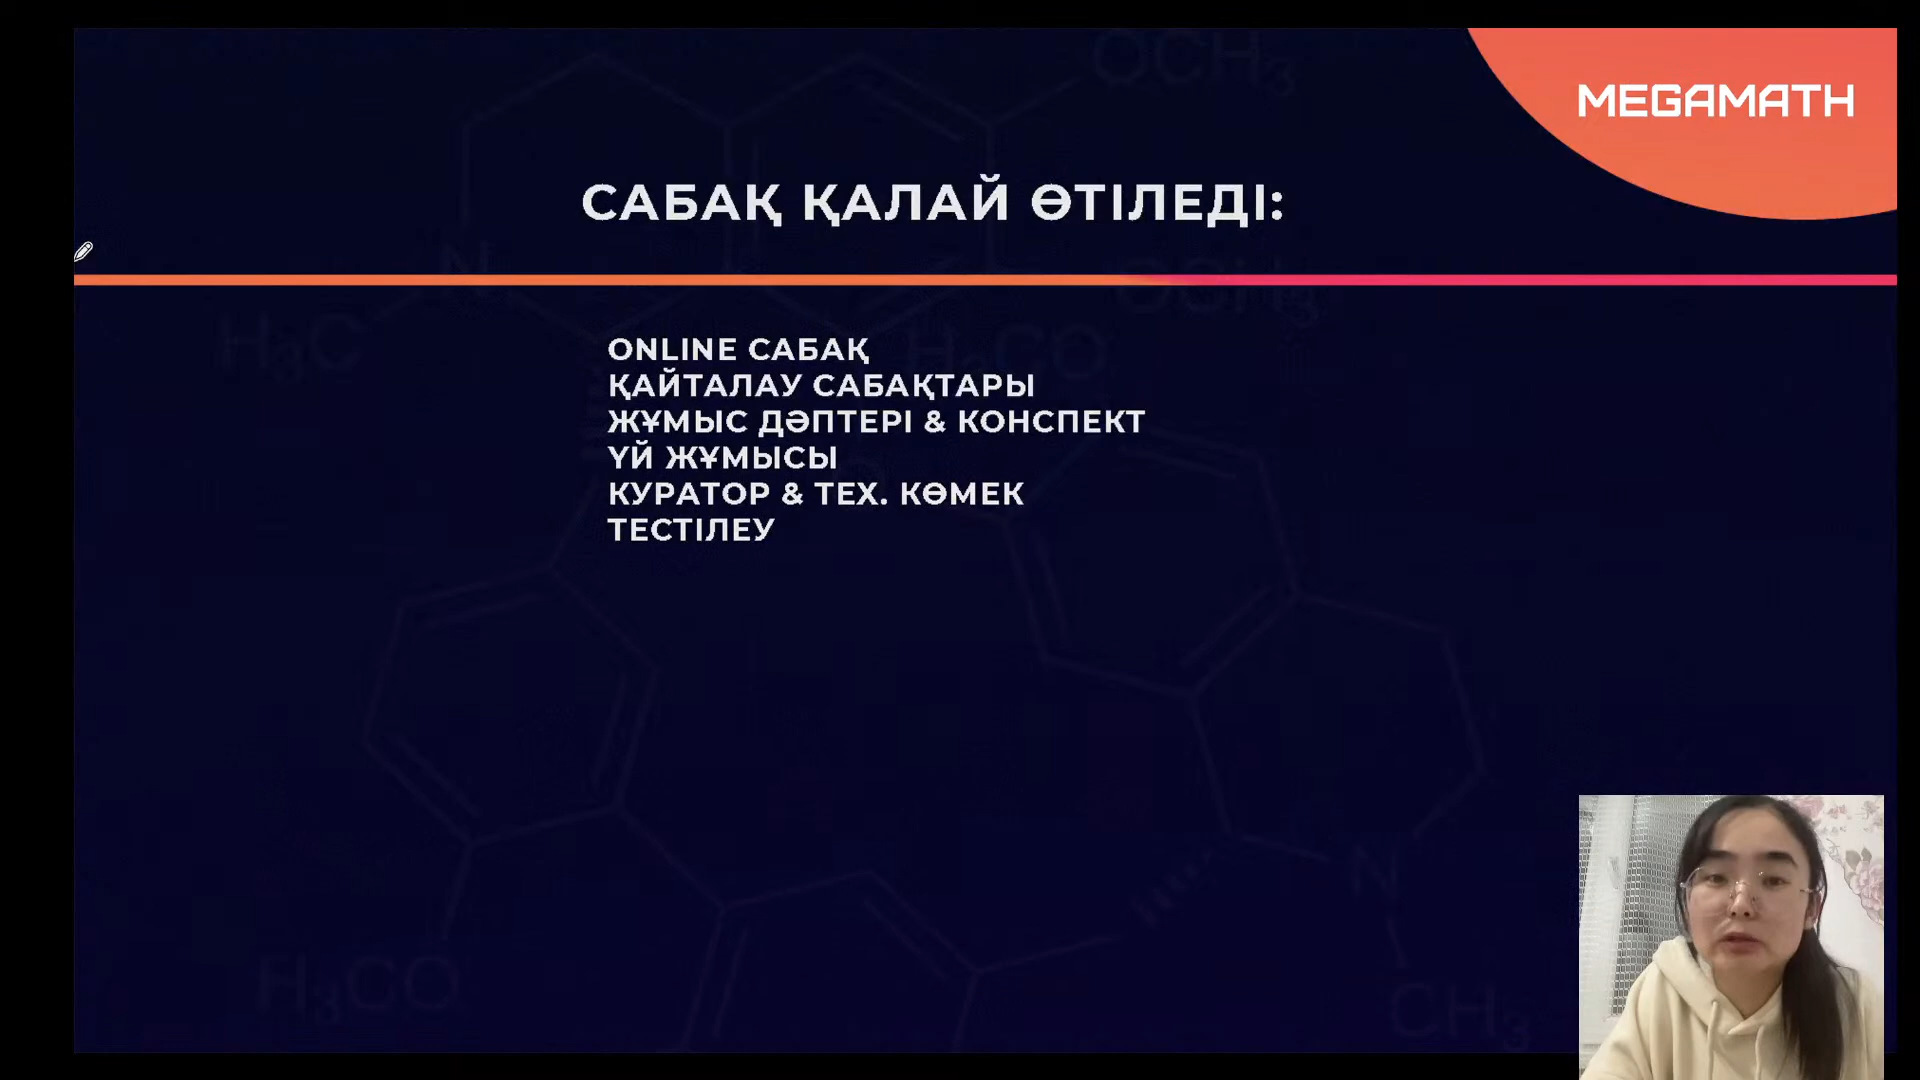 OCH3
MEGAMATH
САБАҚ ҚАЛАЙ ӨТІЛЕДІ:
N
H3C
OCH3
H3CO
ONLINE САБАҚ
ҚАЙТАЛАУ САБАҚТАРЫ
ЖҰМЫС ДӘПТЕРІ & КОНСПЕКТ
ҮЙ ЖҰМЫСЫ
КУРАТОР & ТЕХ. КӨМЕК
ТЕСТІЛЕУ
N
H3CO
CH3